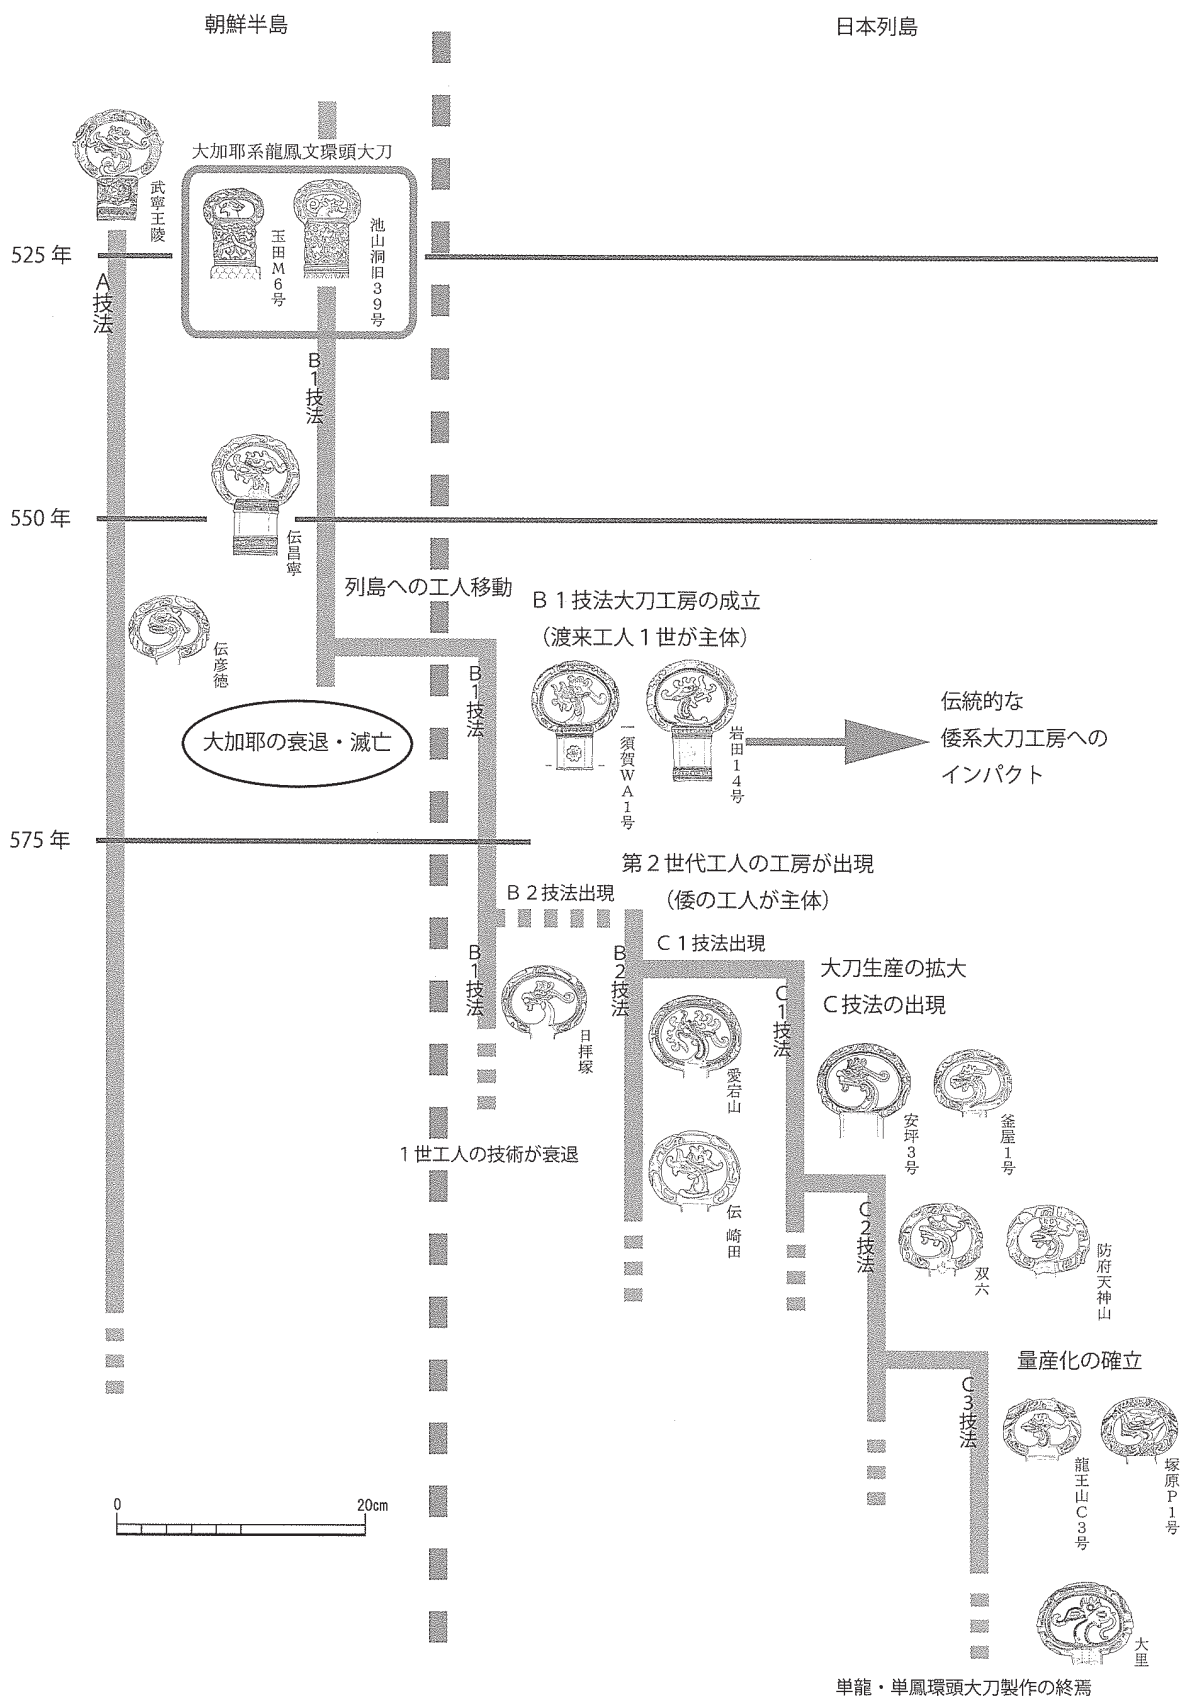 朝鮮半島
日本列島
大加耶系龍鳳文環頭大刀
武寧王陵
玉田M6号
池山洞旧39号
525年
A技法
B1技法
550年
伝昌寧
列島への工人移動
B1技法大刀工房の成立
（渡来工人1世が主体）
伝彦徳
B1技法
一須賀WA1号
岩田14号
伝統的な
倭系大刀工房への
インパクト
大加耶の衰退・滅亡
575年
第2世代工人の工房が出現
（倭の工人が主体）
B2技法出現
C1技法出現
B1技法
B2技法
大刀生産の拡大
C技法の出現
C1技法
日拝塚
愛宕山
安坪3号
釜屋1号
1世工人の技術が衰退
伝 崎田
C2技法
双六
防府天神山
量産化の確立
C3技法
龍王山C3号
塚原P1号
0
20cm
大里
単龍・単鳳環頭大刀製作の終焉